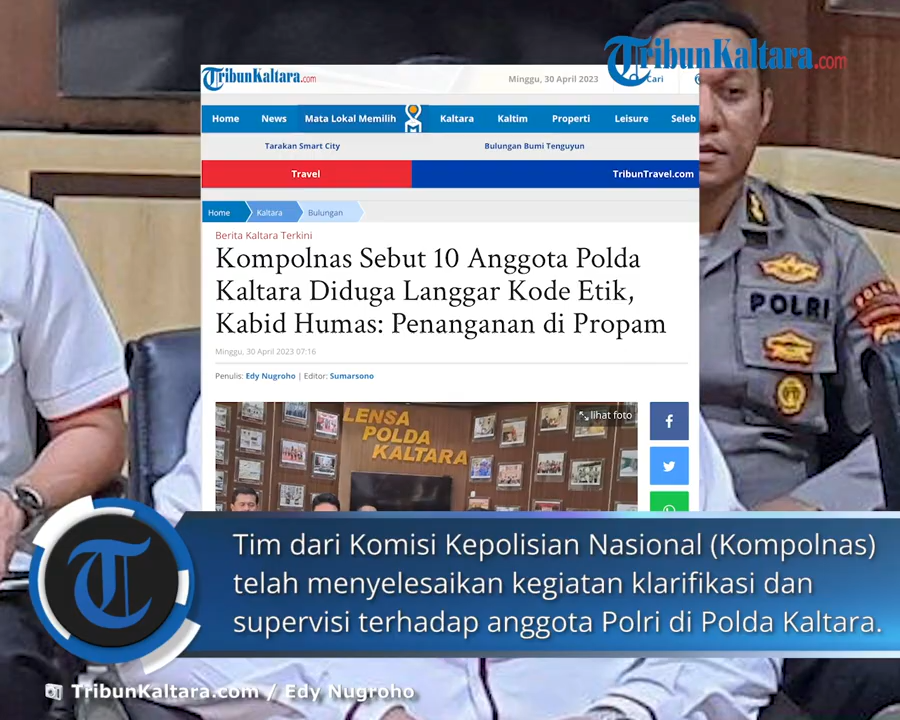 TribunKaltara.com
TribunKaltara.com
Minggu, 30 April 2023
Cari
Home News Mata Lokal Memilih Kaltara Kaltim Properti Leisure Seleb
Tarakan Smart City Bulungan Bumi Tenguyun
Travel TribunTravel.com
Home Kaltara Bulungan
Berita Kaltara Terkini
Kompolnas Sebut 10 Anggota Polda
Kaltara Diduga Langgar Kode Etik,
Kabid Humas: Penanganan di Propam
Minggu, 30 April 2023 07:16
Penulis: Edy Nugroho | Editor: Sumarsono
lihat foto
LENSA
POLDA
KALTARA
POLRI
Tim dari Komisi Kepolisian Nasional (Kompolnas)
telah menyelesaikan kegiatan klarifikasi dan
supervisi terhadap anggota Polri di Polda Kaltara.
TribunKaltara.com / Edy Nugroho